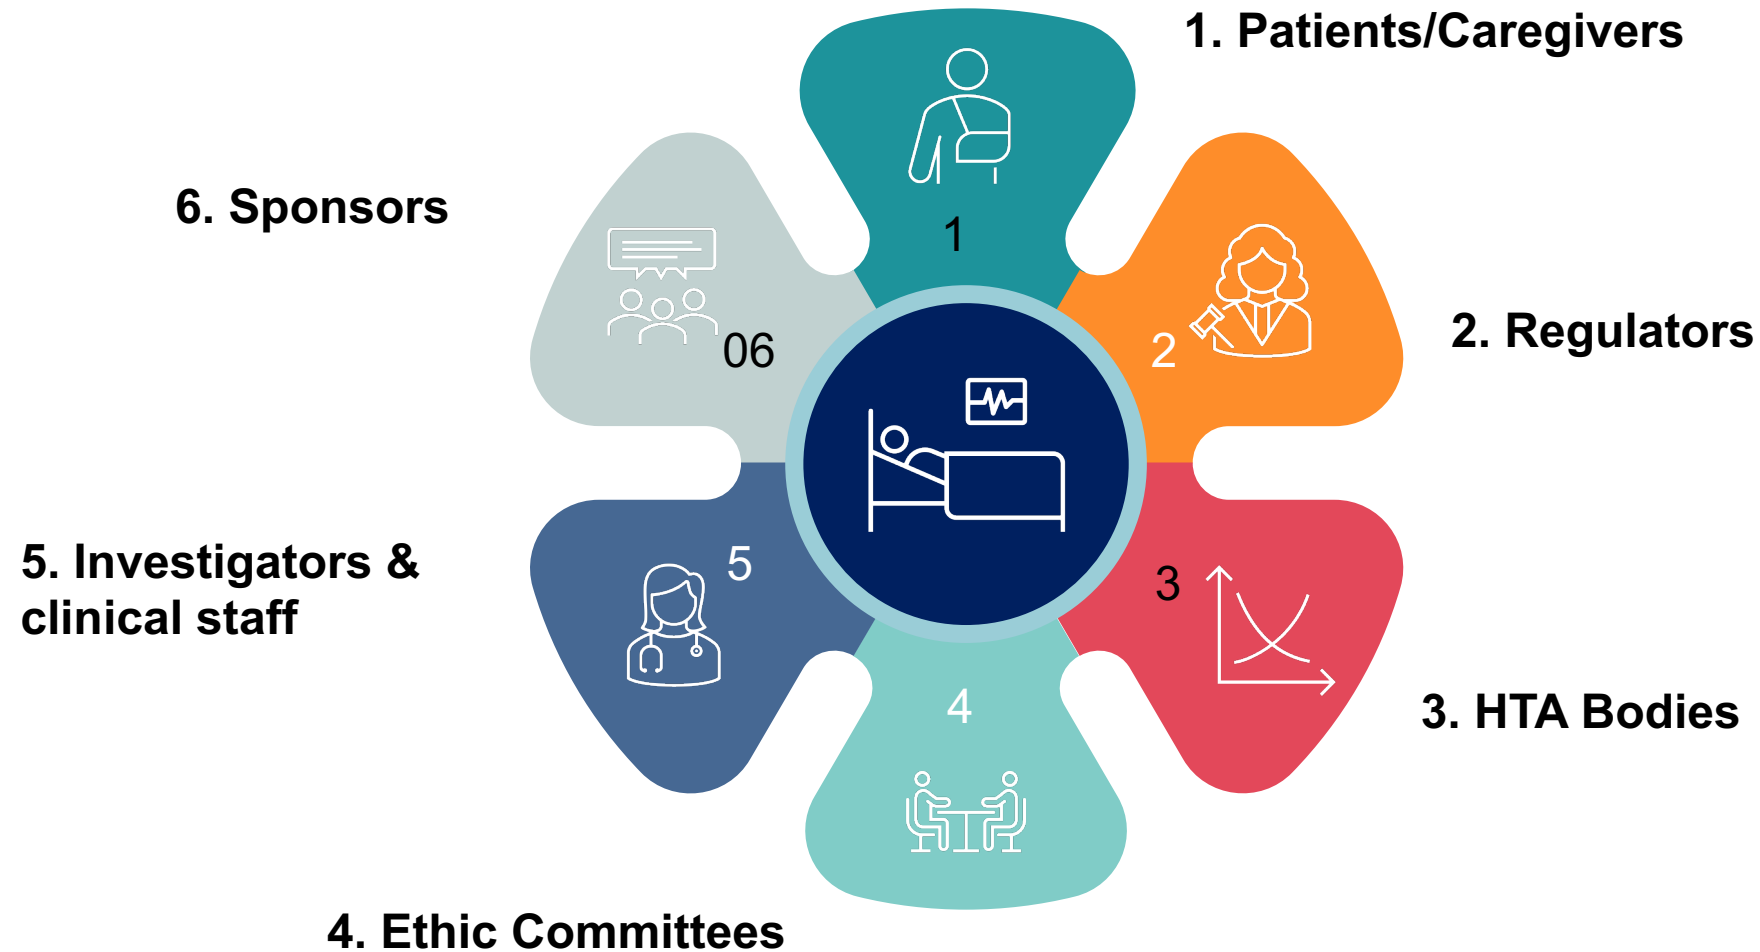 1. Patients/Caregivers
1
6. Sponsors
06
2
2. Regulators
5. Investigators &
clinical staff
5
3
3. HTA Bodies
4
4. Ethic Committees